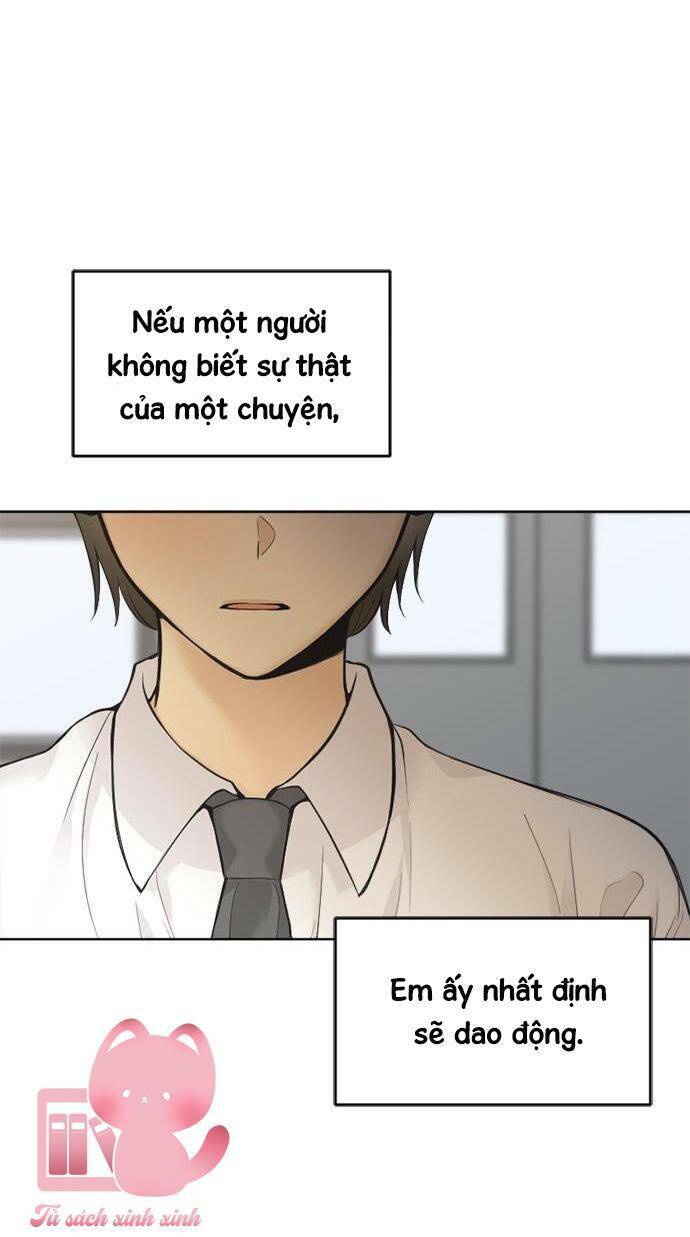 Nếu một người
không biết sự thật
của một chuyện,
Em ấy nhất định
sẽ dao động.
Tủ sách xinh xinh